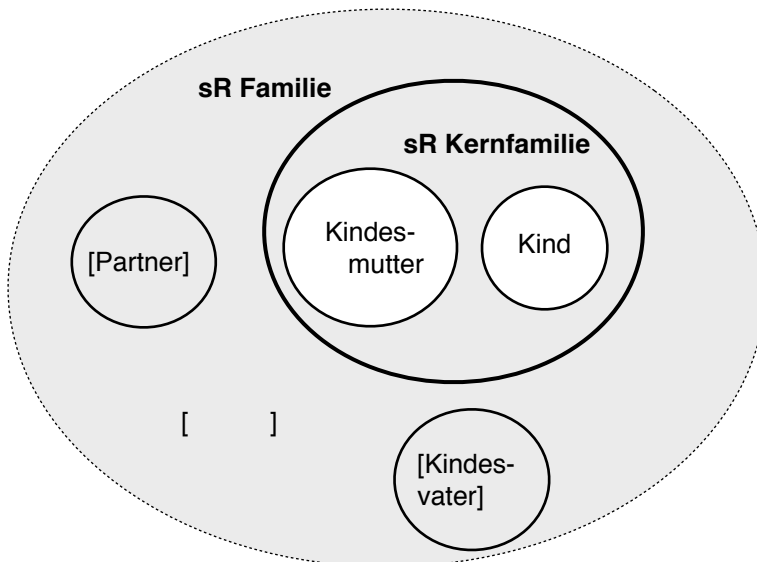 sR Familie
sR Kernfamilie
Kindes-
mutter
Kind
[Partner]
[ ]
[Kindes-
vater]